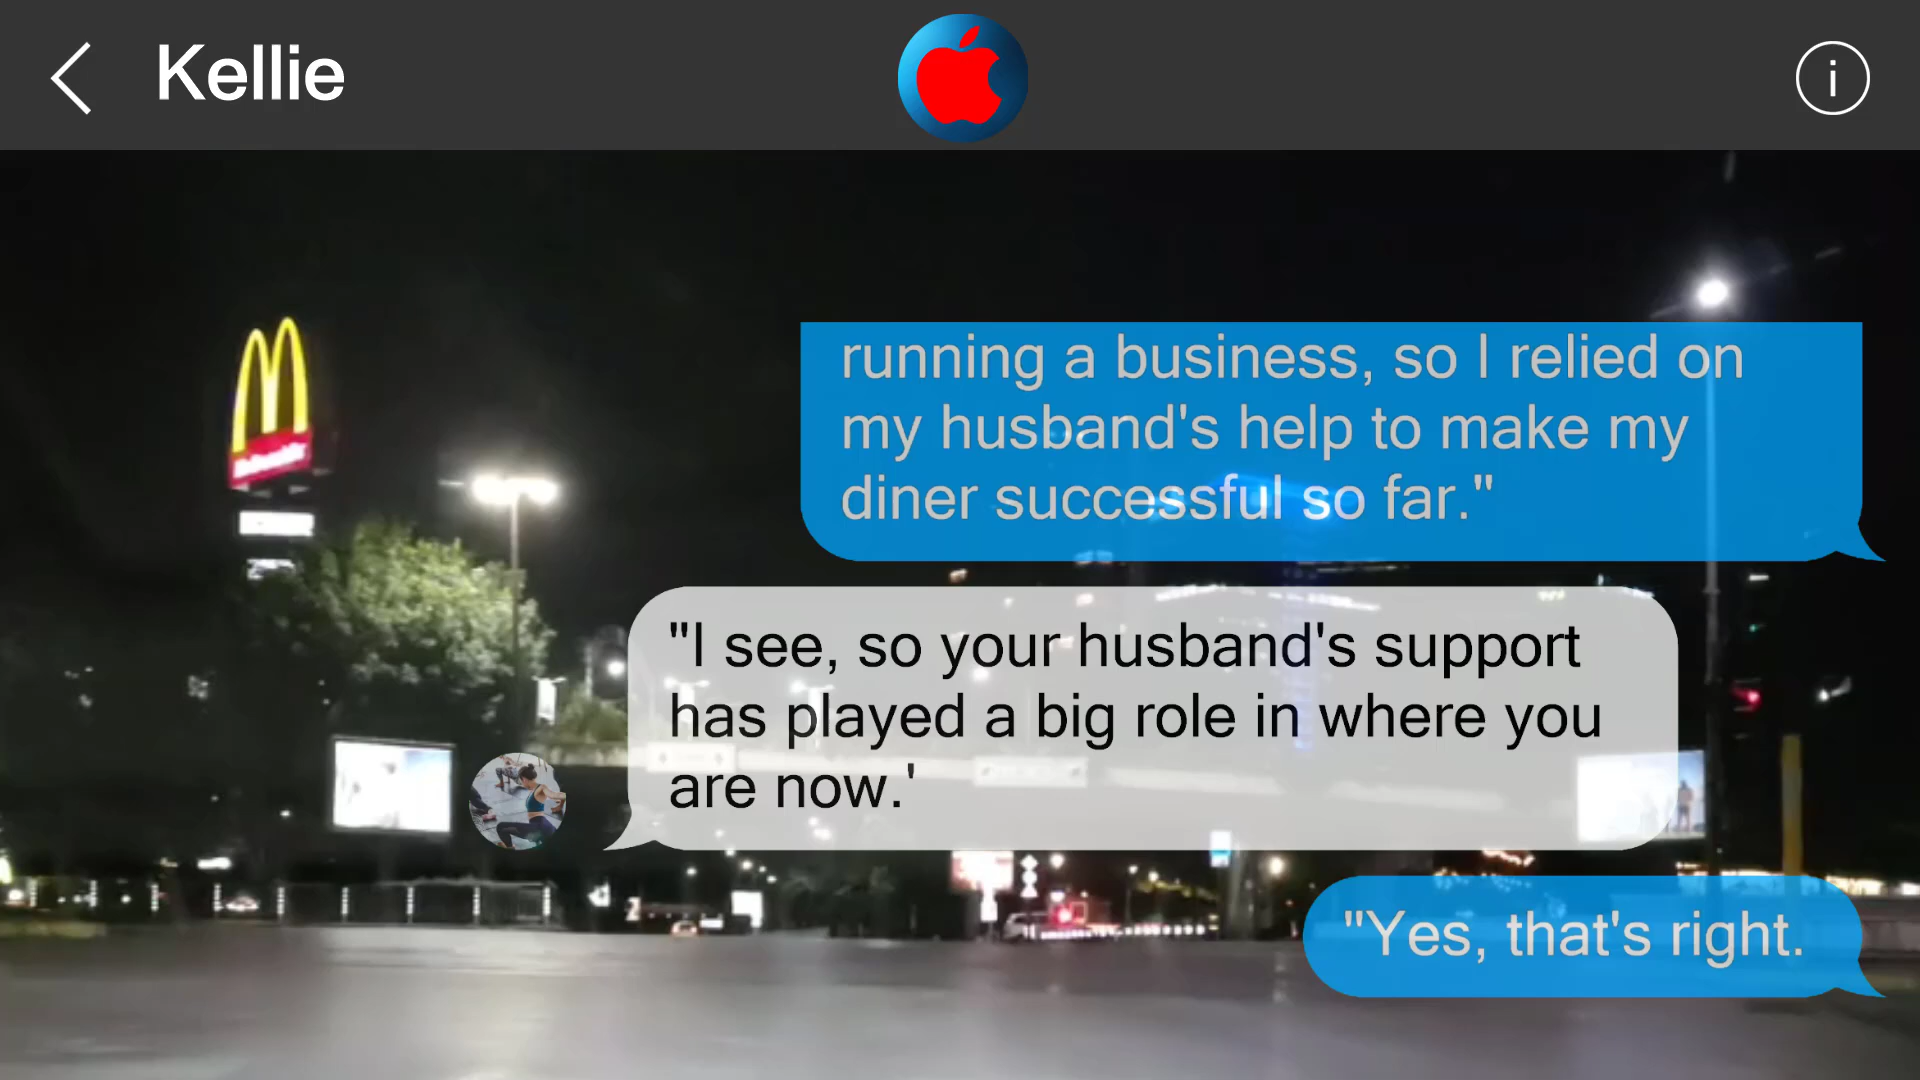 Kellie
i
running a business, so I relied on
my husband's help to make my
diner successful so far."
"I see, so your husband's support
has played a big role in where you
are now.'
"Yes, that's right.